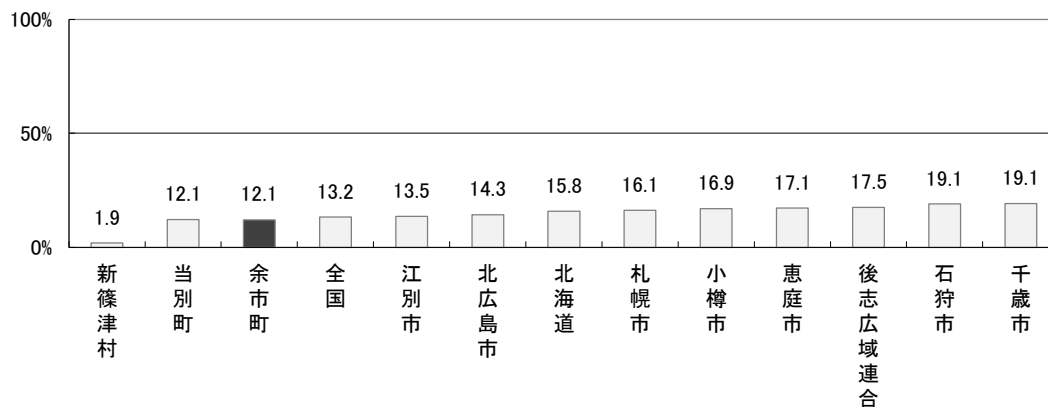 100%
50%
0%
1.9
12.1
12.1
13.2
13.5
14.3
15.8
16.1
16.9
17.1
17.5
19.1
19.1
新篠津村
当別町
余市町
全国
江別市
北広島市
北海道
札幌市
小樽市
恵庭市
後志広域連合
石狩市
千歳市